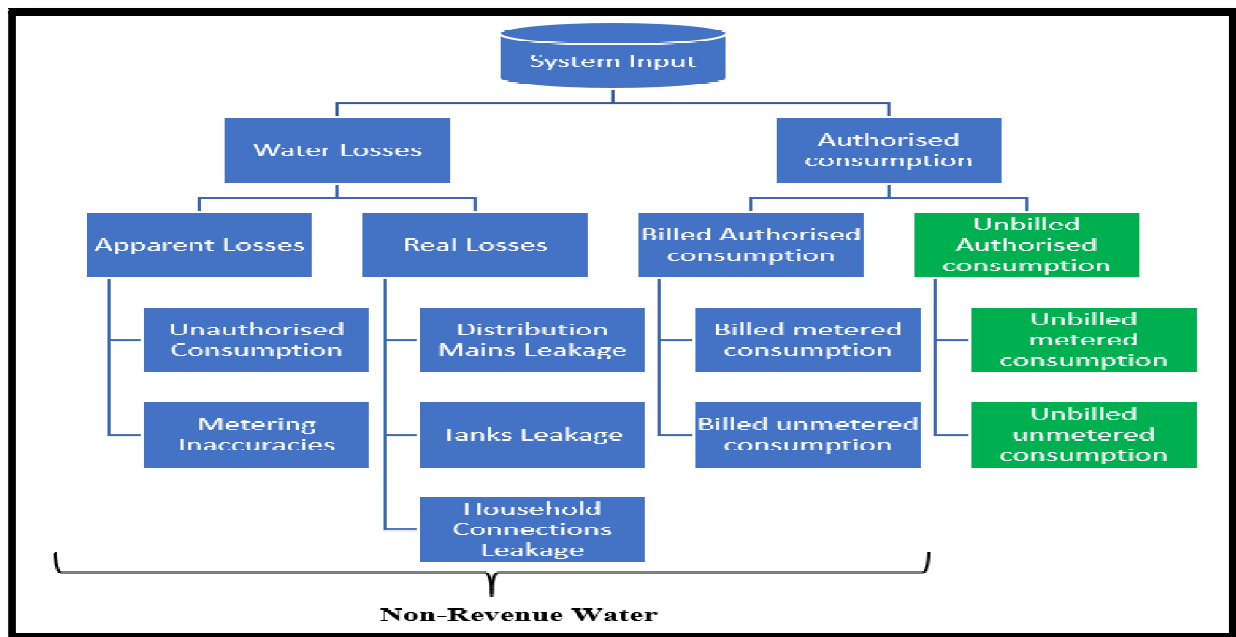 System Input
Water Losses
Authorised
consumption
Apparent Losses
Real Losses
Billed Authorised
consumption
Unbilled
Authorised
consumption
Unauthorised
Consumption
Distribution
Mains Leakage
Billed metered
consumption
Unbilled
metered
consumption
Metering
Inaccuracies
Tanks Leakage
Billed unmetered
consumption
Unbilled
unmetered
consumption
Household
Connections
Leakage
Non-Revenue Water